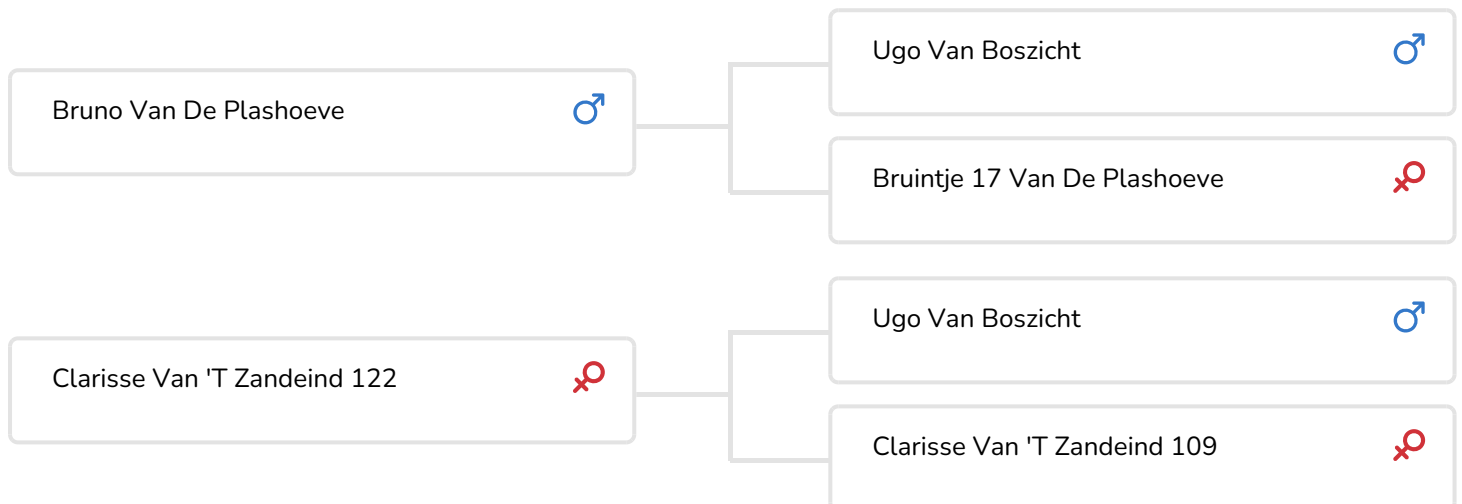 Ugo Van Boszicht
Bruno Van De Plashoeve
Bruintje 17 Van De Plashoeve
Ugo Van Boszicht
Clarisse Van 'T Zandeind 122
Clarisse Van 'T Zandeind 109